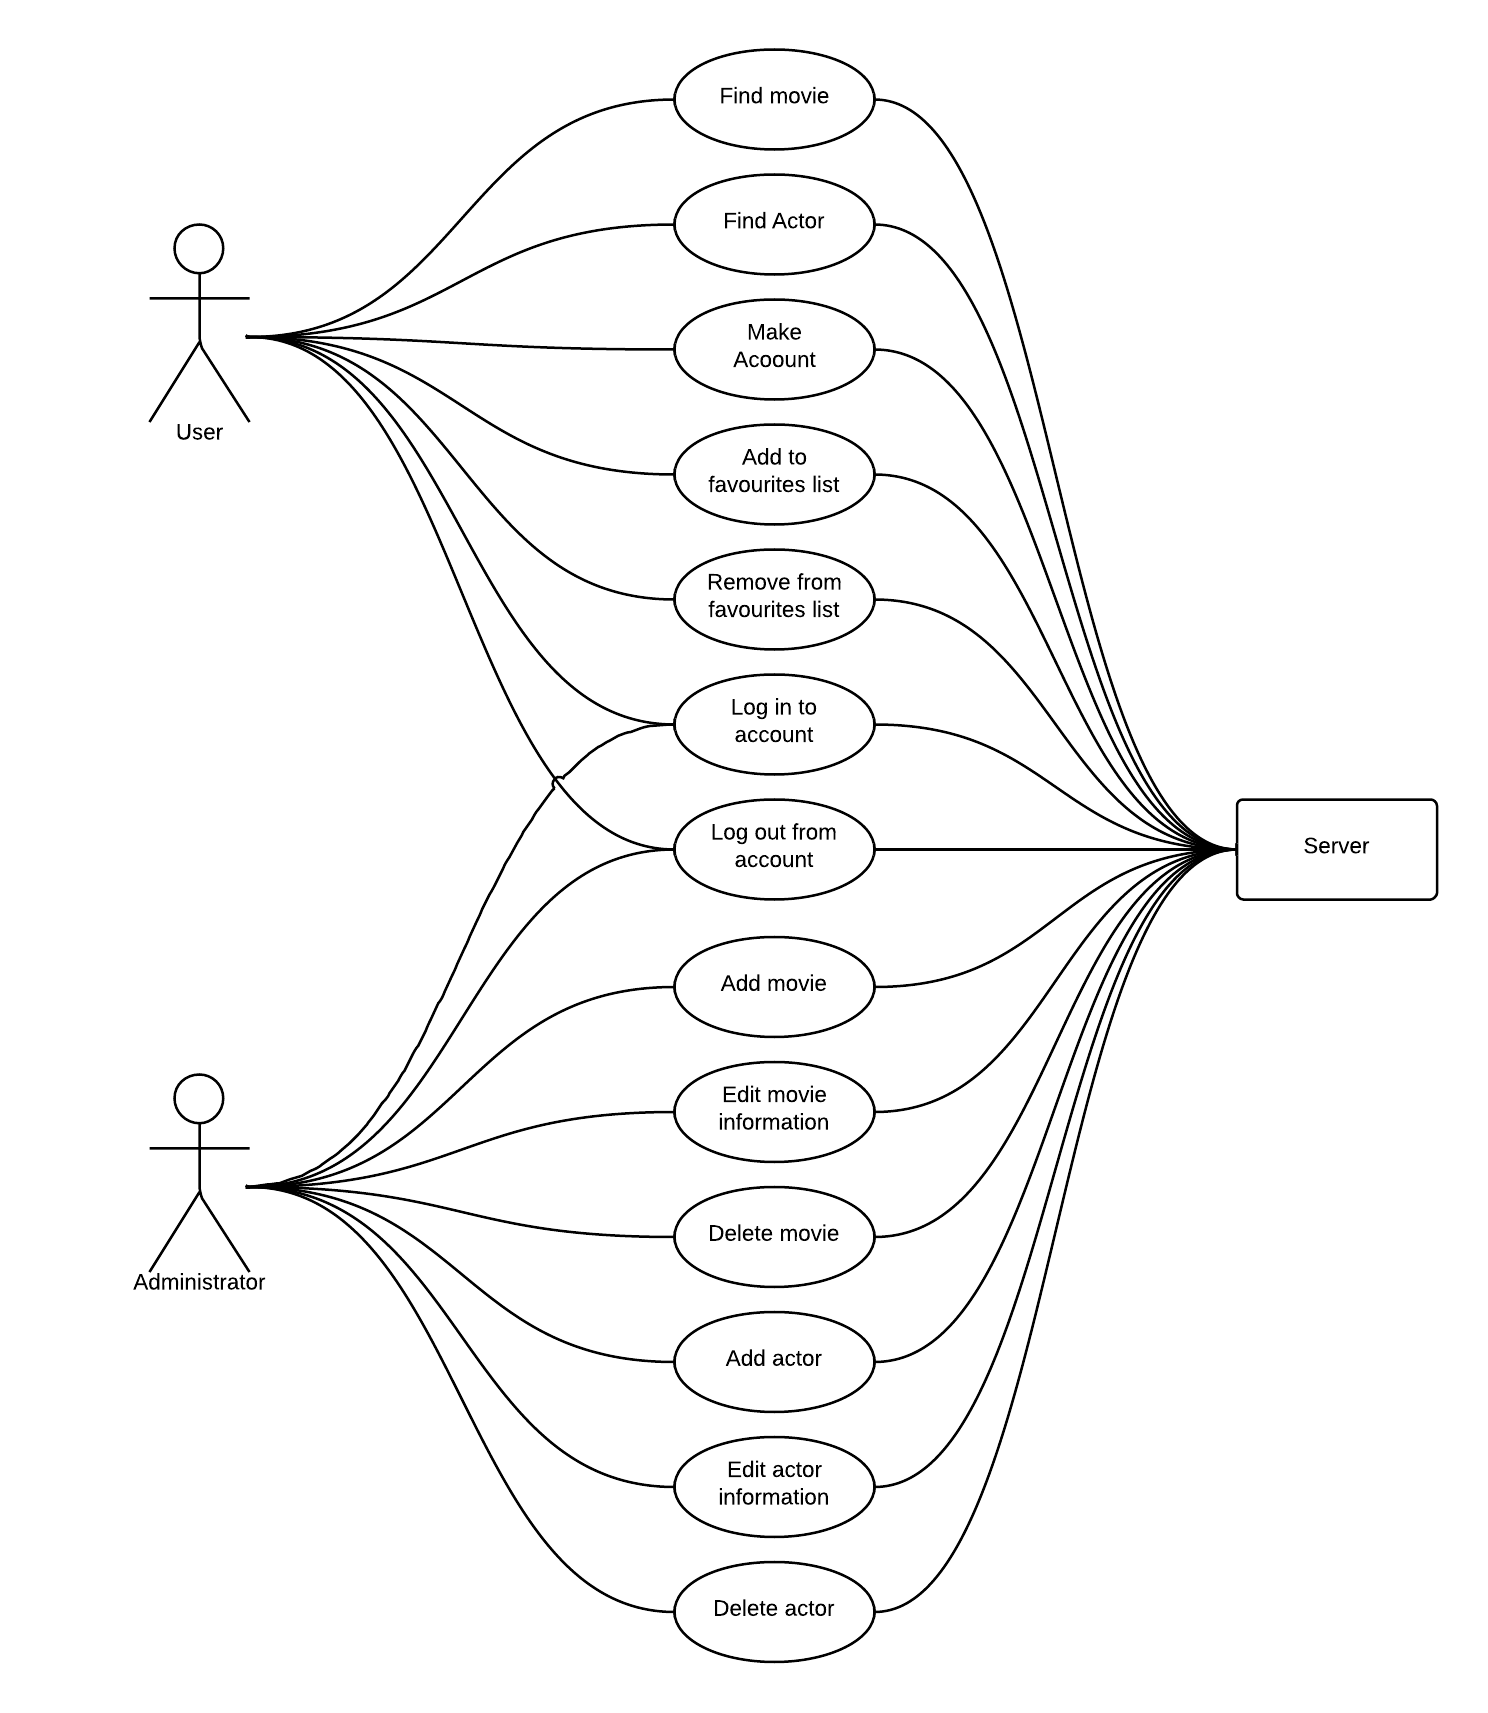 Find movie
Find Actor
User
Make
Acoount
Add to
favourites list
Remove from
favourites list
Log in to
account
Log out from
account
Server
Add movie
Edit movie
information
Delete movie
Administrator
Add actor
Edit actor
information
Delete actor